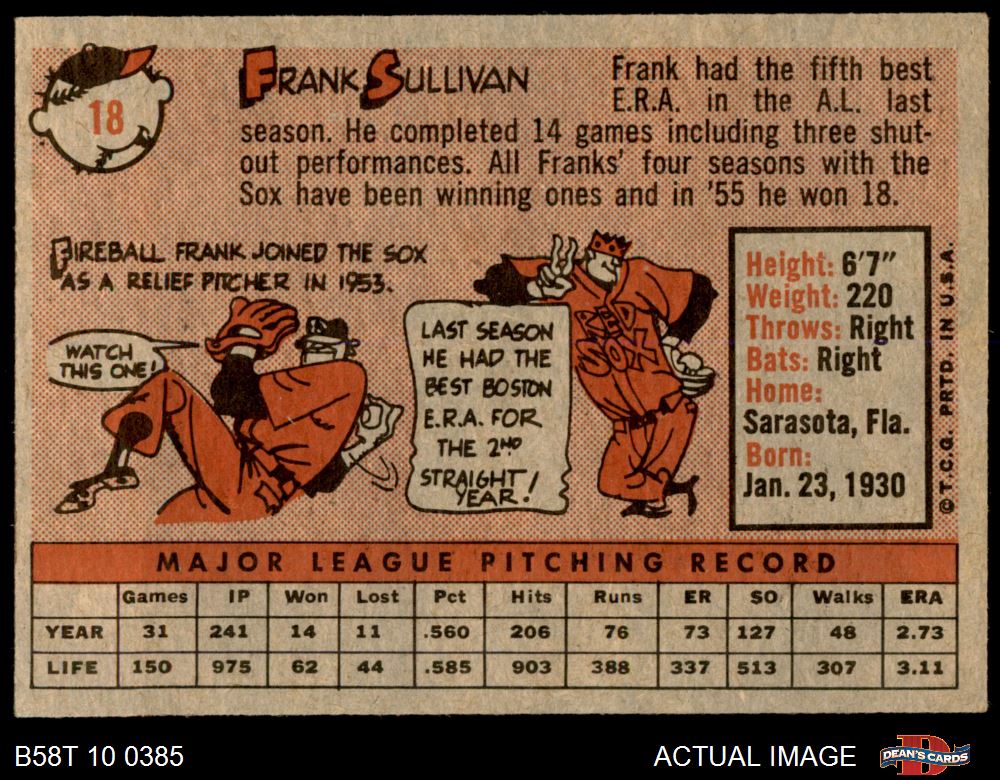 18
FRANK SULLIVAN
Frank had the fifth best
E.R.A. in the A.L. last
season. He completed 14 games including three shut-
out performances. All Franks' four seasons with the
Sox have been winning ones and in '55 he won 18.
FIREBALL FRANK JOINED THE SOX
AS A RELIEF PITCHER IN 1953.
WATCH
THIS ONE!
LAST SEASON
HE HAD THE
BEST BOSTON
E.R.A. FOR
THE 2ND
STRAIGHT
YEAR!
RED
SOX
Height: 6'7"
Weight: 220
Throws: Right
Bats: Right
Home:
Sarasota, Fla.
Born:
Jan. 23, 1930
© T.C.G. PRTD. IN U.S.A.
MAJOR LEAGUE PITCHING RECORD
Games IP Won Lost Pct Hits Runs ER SO Walks ERA
YEAR 31 241 14 11 .560 206 76 73 127 48 2.73
LIFE 150 975 62 44 .585 903 388 337 513 307 3.11
B58T 10 0385
ACTUAL IMAGE
D
DEAN'S CARDS